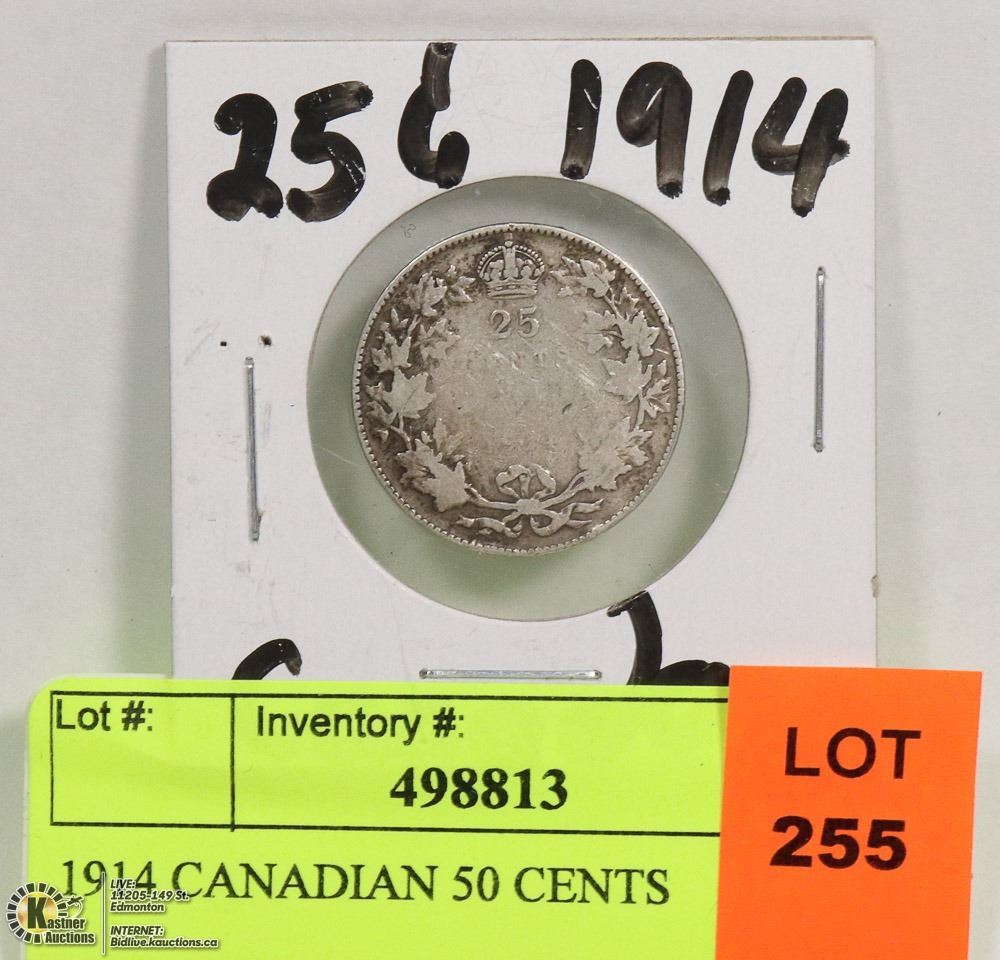 25¢ 1914
25
CENTS
Lot #:
Inventory #:
498813
LOT
255
1914 CANADIAN 50 CENTS
Kastner
Auctions
LIVE:
11205-149 St.
Edmonton
INTERNET:
Bidlive.kauctions.ca